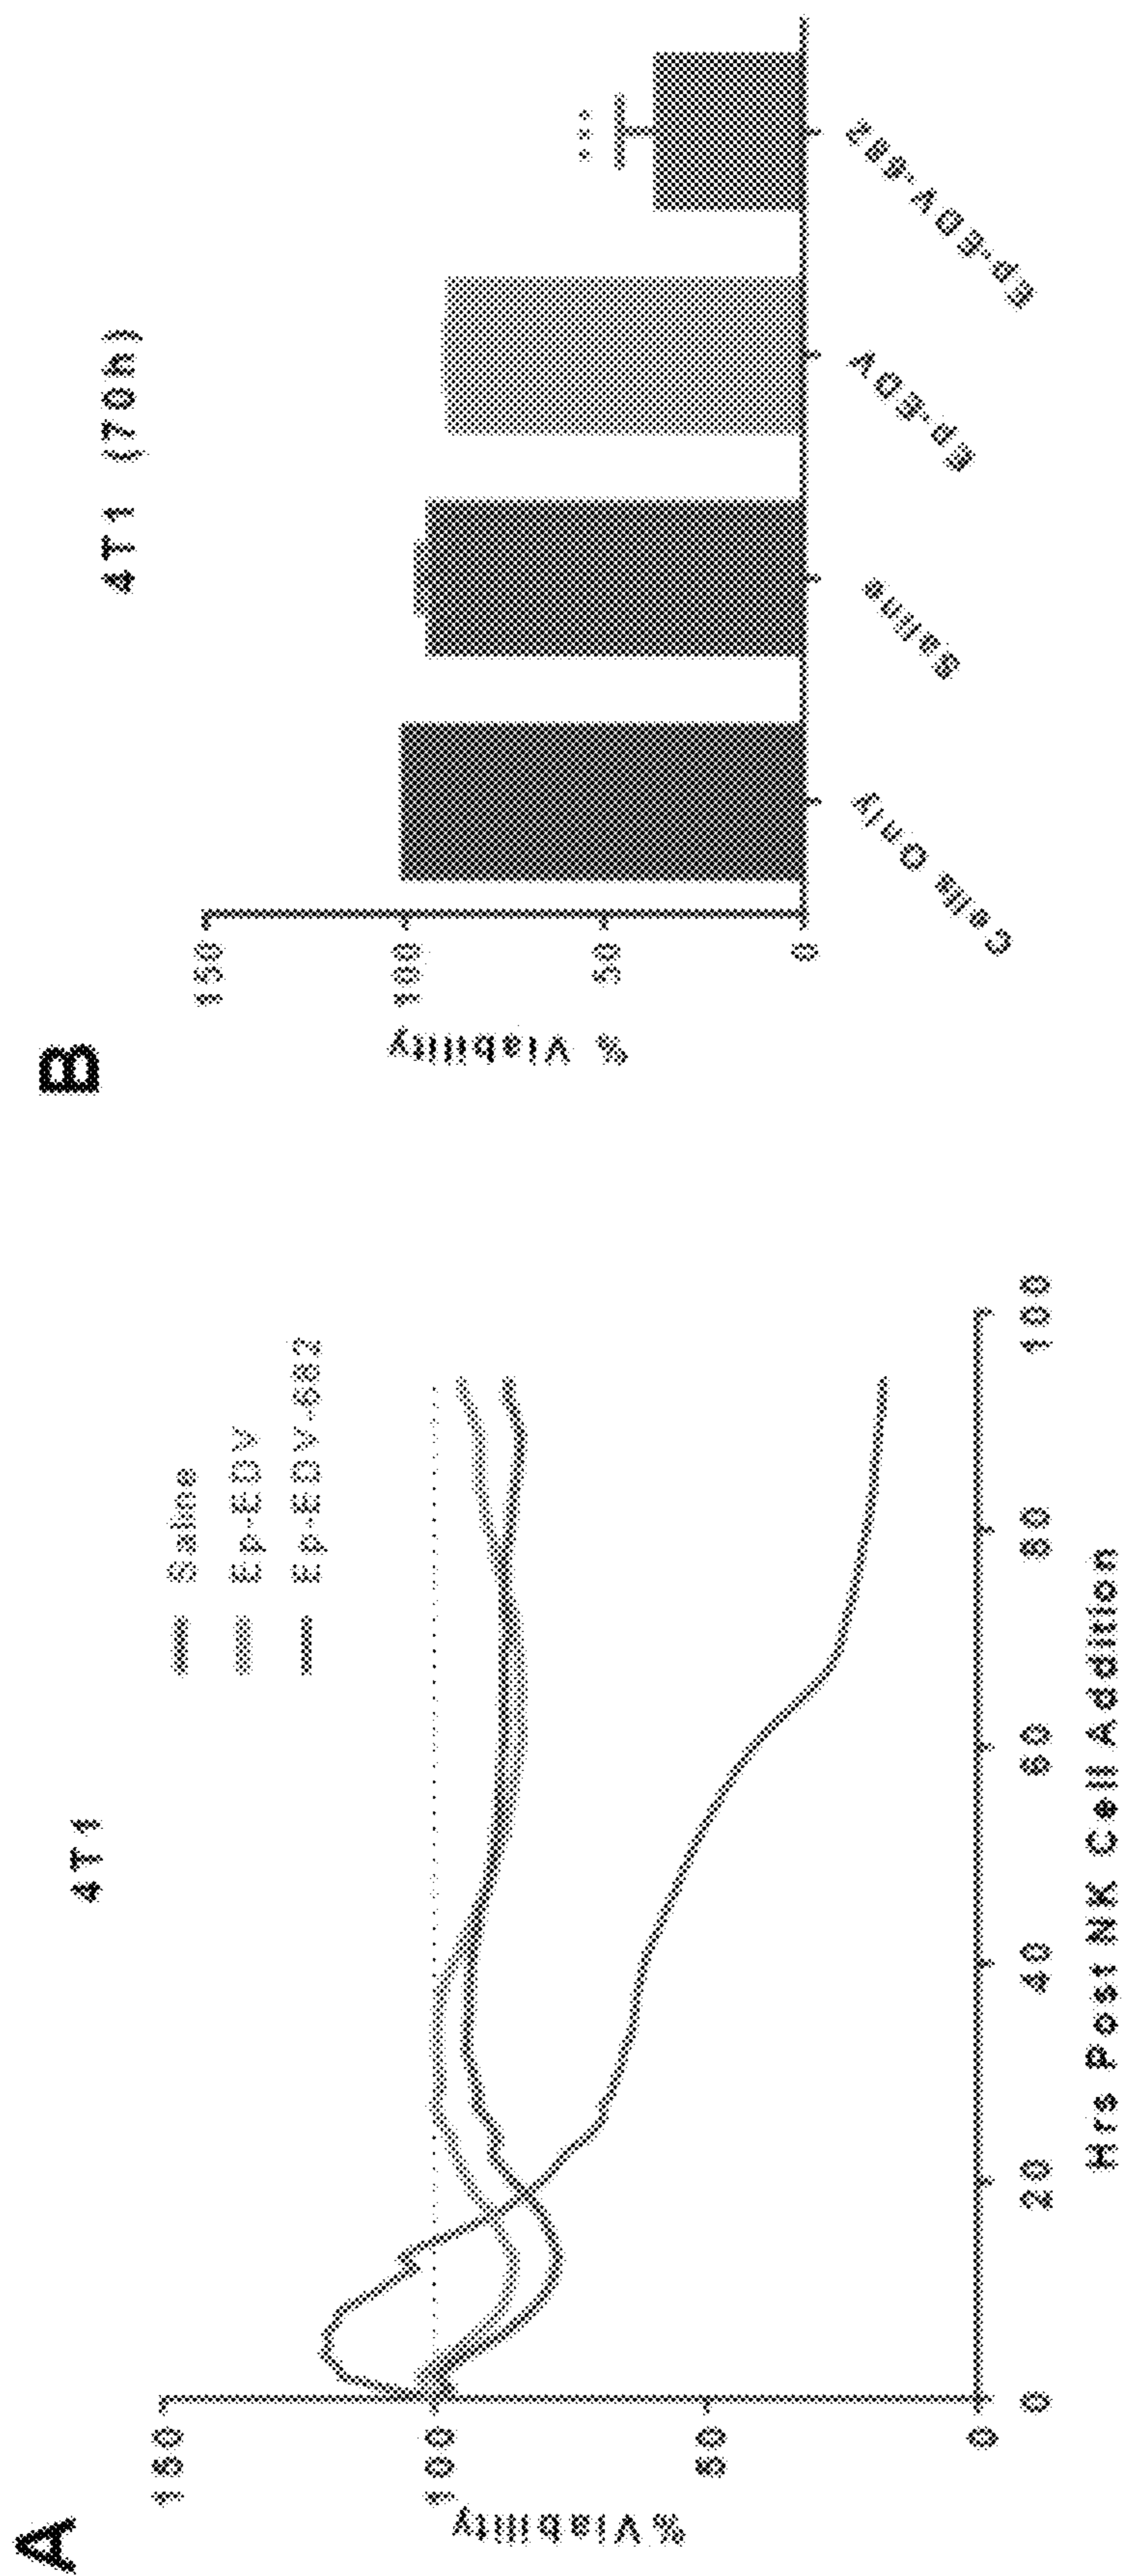 A
4T1
Saline
Ep-EDV
Ep-EDV-682
% Viability
150
100
50
0
0
20
40
60
80
100
Hrs Post NK Cell Addition
B
4T1 (70h)
% Viability
150
100
50
0
***
Cells Only
Saline
Ep-EDV
Ep-EDV-682